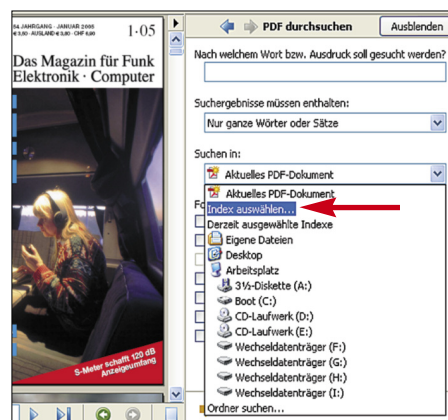 54. JAHRGANG · JANUAR 2005
€ 3,50 · AUSLAND € 3,80 · CHF 6,90
1·05
Das Magazin für Funk
Elektronik · Computer
S-Meter schafft 120 dB
Anzeigeumfang
PDF durchsuchen
Ausblenden
Nach welchem Wort bzw. Ausdruck soll gesucht werden?
Suchergebnisse müssen enthalten:
Nur ganze Wörter oder Sätze
Suchen in:
Aktuelles PDF-Dokument
Aktuelles PDF-Dokument
Fo
Index auswählen...
Derzeit ausgewählte Indexe
Eigene Dateien
Desktop
Arbeitsplatz
3½-Diskette (A:)
Boot (C:)
CD-Laufwerk (D:)
CD-Laufwerk (E:)
Wechseldatenträger (F:)
Wechseldatenträger (G:)
Wechseldatenträger (H:)
Wechseldatenträger (I:)
Ordner suchen...